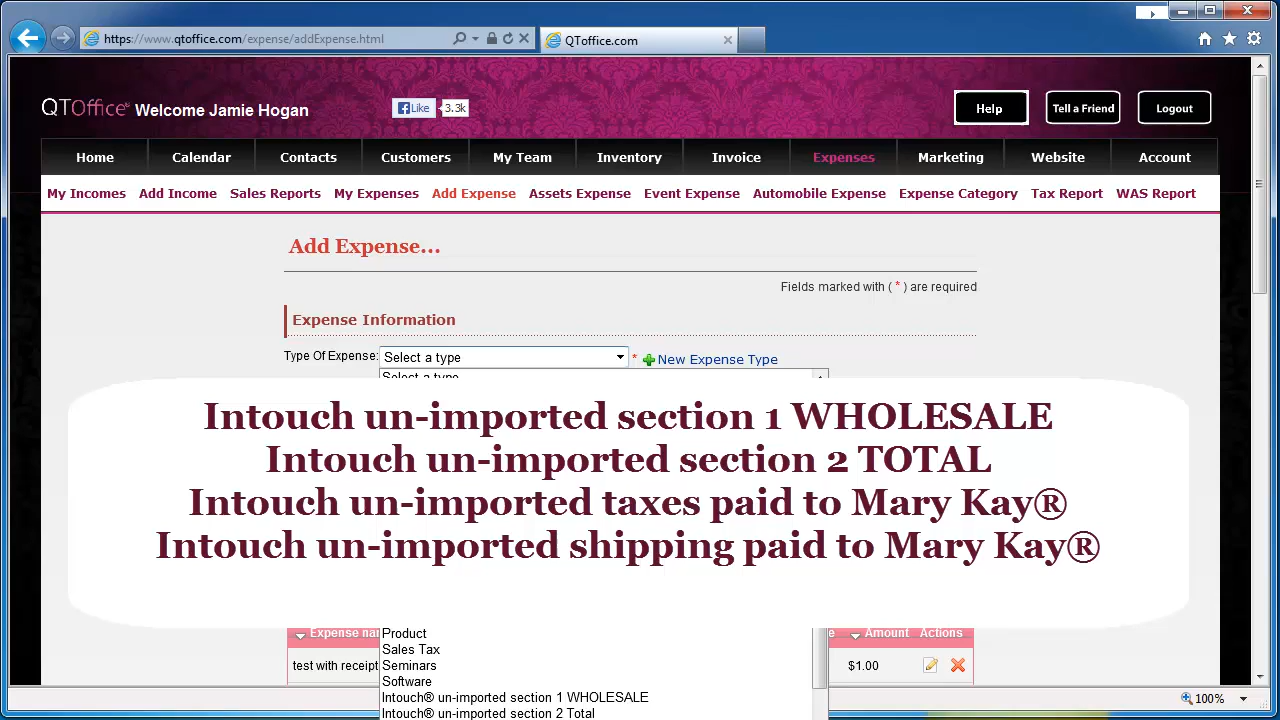 https://www.qtoffice.com/expense/addExpense.html
QToffice.com
QTOffice® Welcome Jamie Hogan
Like
3.3k
Help
Tell a Friend
Logout
Home
Calendar
Contacts
Customers
My Team
Inventory
Invoice
Expenses
Marketing
Website
Account
My Incomes
Add Income
Sales Reports
My Expenses
Add Expense
Assets Expense
Event Expense
Automobile Expense
Expense Category
Tax Report
WAS Report
Add Expense...
Fields marked with ( * ) are required
Expense Information
Type Of Expense:
Select a type
*
New Expense Type
Select a type
Intouch un-imported section 1 WHOLESALE
Intouch un-imported section 2 TOTAL
Intouch un-imported taxes paid to Mary Kay®
Intouch un-imported shipping paid to Mary Kay®
Expense
Product
Amount
Actions
Sales Tax
test with receipt
Seminars
$1.00
Software
Intouch® un-imported section 1 WHOLESALE
Intouch® un-imported section 2 Total
100%